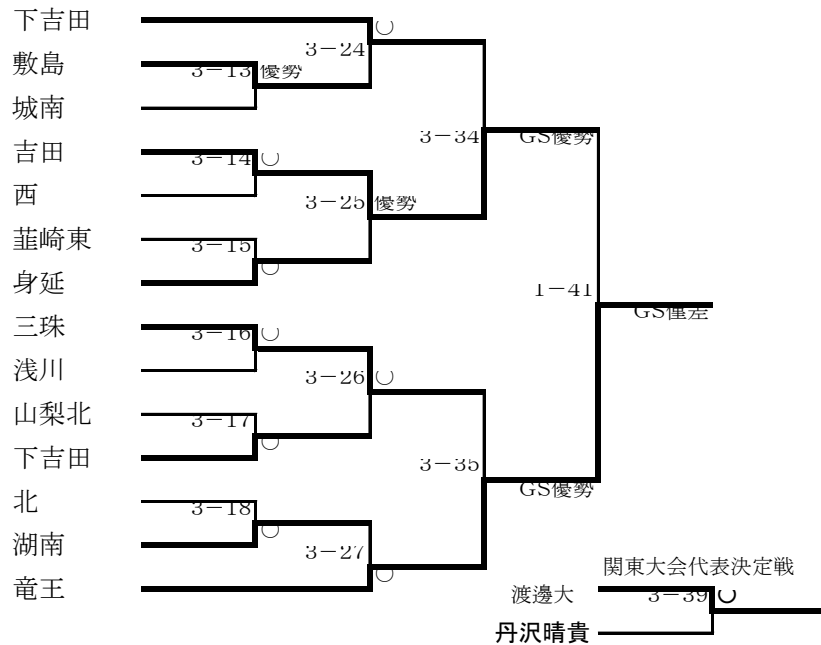 下吉田
○
3－24
敷島
3－13 優勢
城南
3－34
GS優勢
吉田
3－14 ○
西
3－25 優勢
韮崎東
3－15
身延
○
1－41
GS僅差
三珠
3－16 ○
浅川
3－26 ○
山梨北
3－17
○
下吉田
3－35
GS優勢
北
3－18
○
湖南
3－27
○
竜王
関東大会代表決定戦
渡邊大
3－39 ○
丹沢晴貴